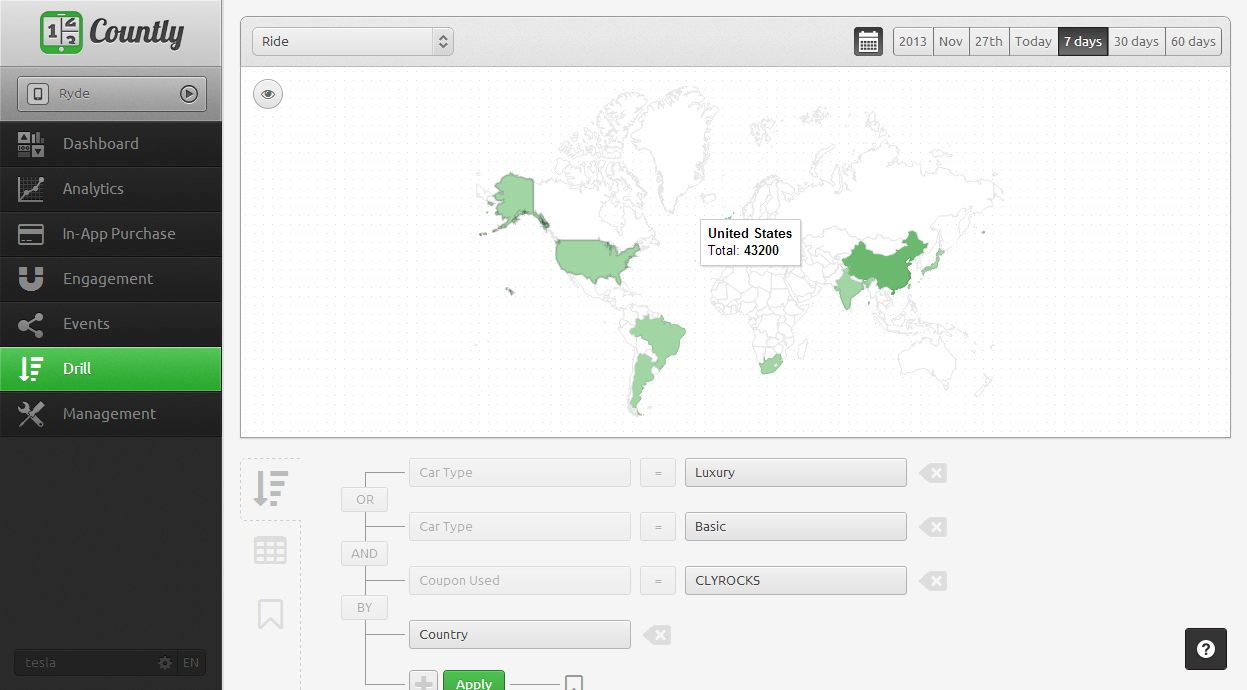 Countly
Ryde
Dashboard
Analytics
In-App Purchase
Engagement
Events
Drill
Management
tesla
EN
Ride
2013
Nov
27th
Today
7 days
30 days
60 days
United States
Total: 43200
Car Type
=
Luxury
OR
Car Type
=
Basic
AND
Coupon Used
=
CLYROCKS
BY
Country
Apply
?